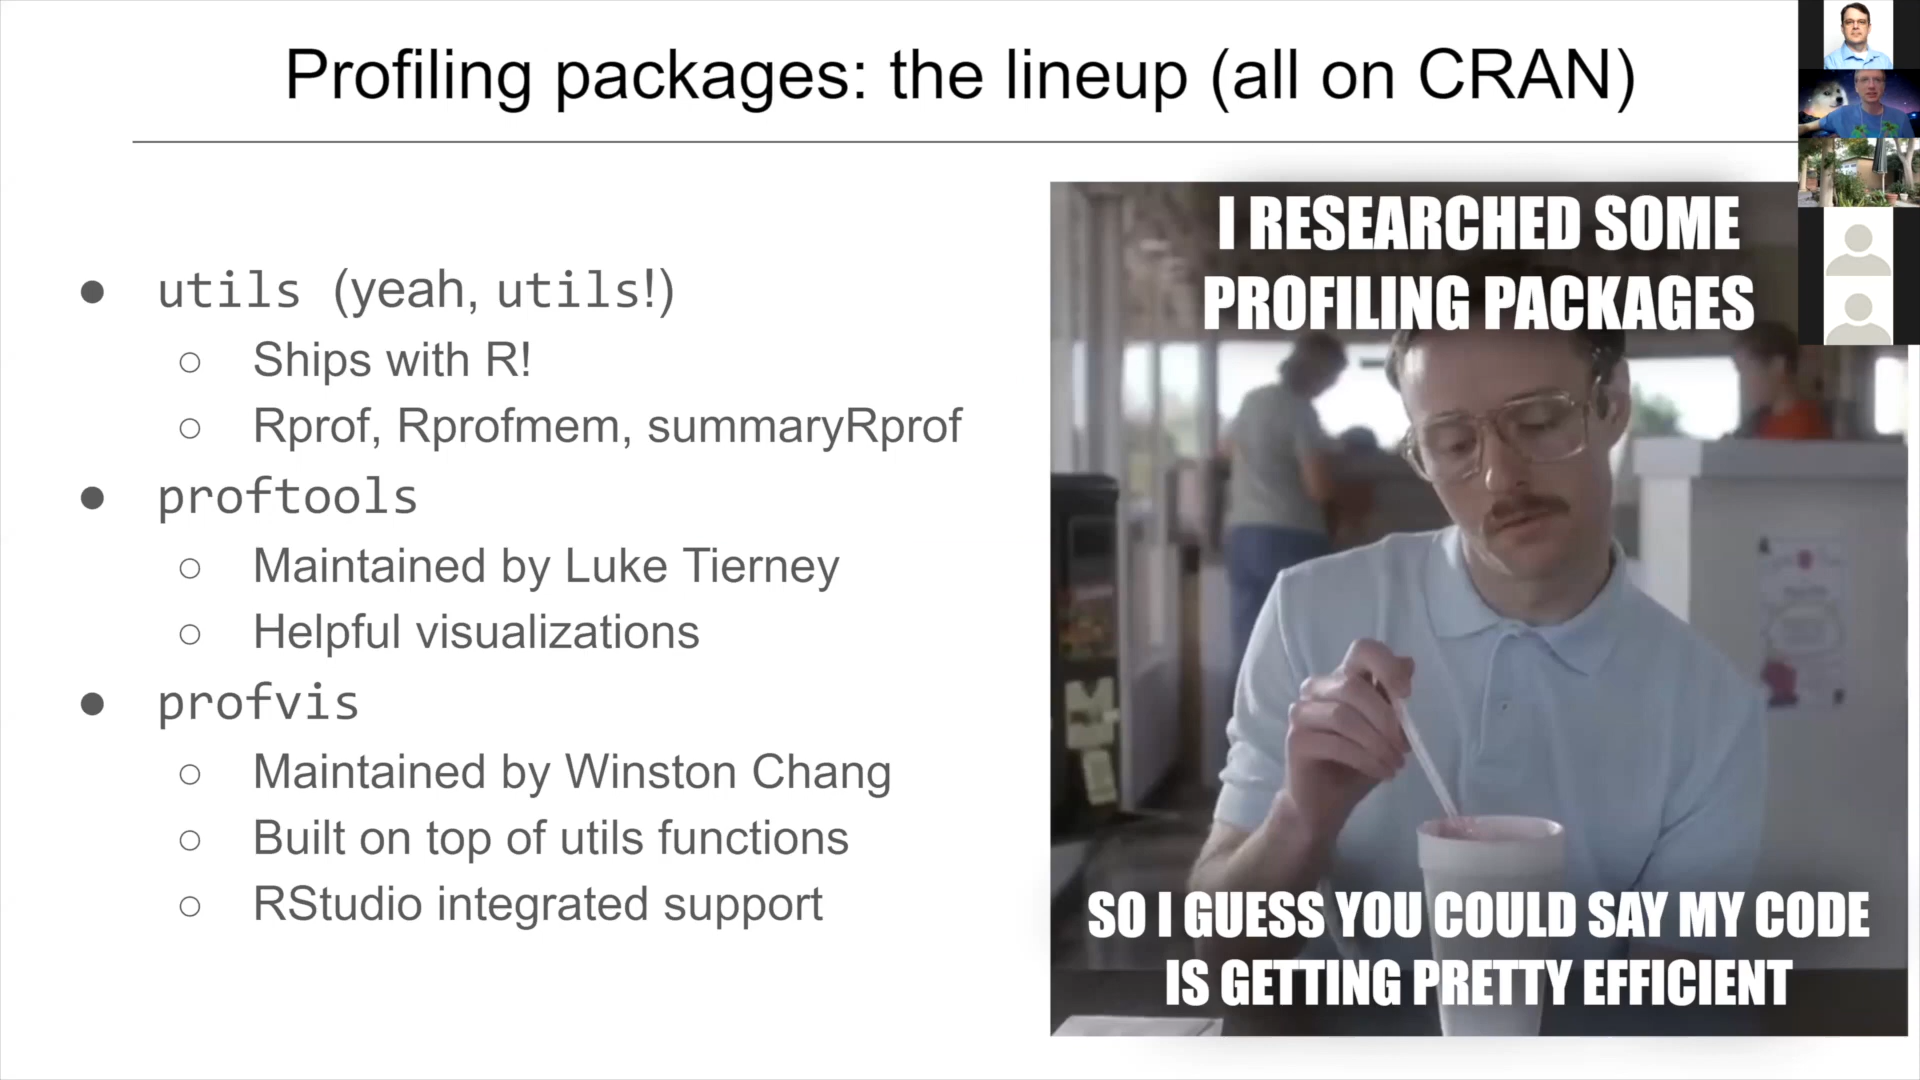 Profiling packages: the lineup (all on CRAN)
● utils (yeah, utils!)
○ Ships with R!
○ Rprof, Rprofmem, summaryRprof
● proftools
○ Maintained by Luke Tierney
○ Helpful visualizations
● profvis
○ Maintained by Winston Chang
○ Built on top of utils functions
○ RStudio integrated support
I RESEARCHED SOME
PROFILING PACKAGES
SO I GUESS YOU COULD SAY MY CODE
IS GETTING PRETTY EFFICIENT